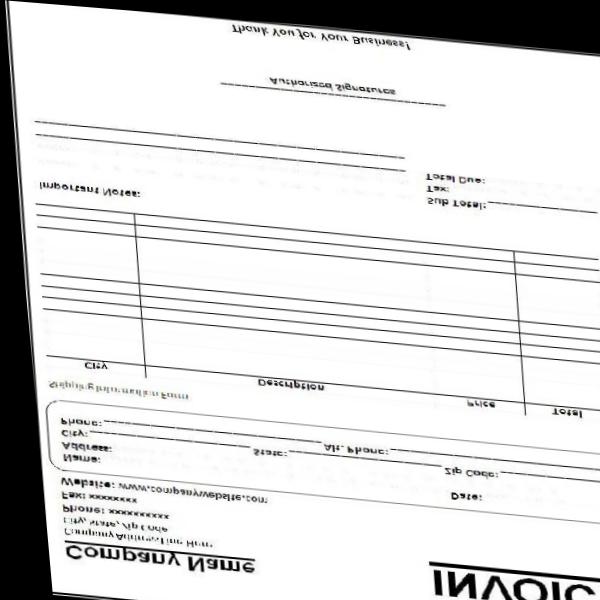 Company Name
INVOIC
Company Address Line Here
City, state, Zip Code
Phone: xxxxxxxxxx
Fax: xxxxxxxx
Website: www.companywebsite.com
Date:
Name:
Address:
Zip Code:
City: State:
Phone: Alt. Phone:
Shipping Information Form
City Description Price Total
Important Notes:
Sub Total:
Tax:
Total Due:
Authorized Signatures
Thank You for Your Business!